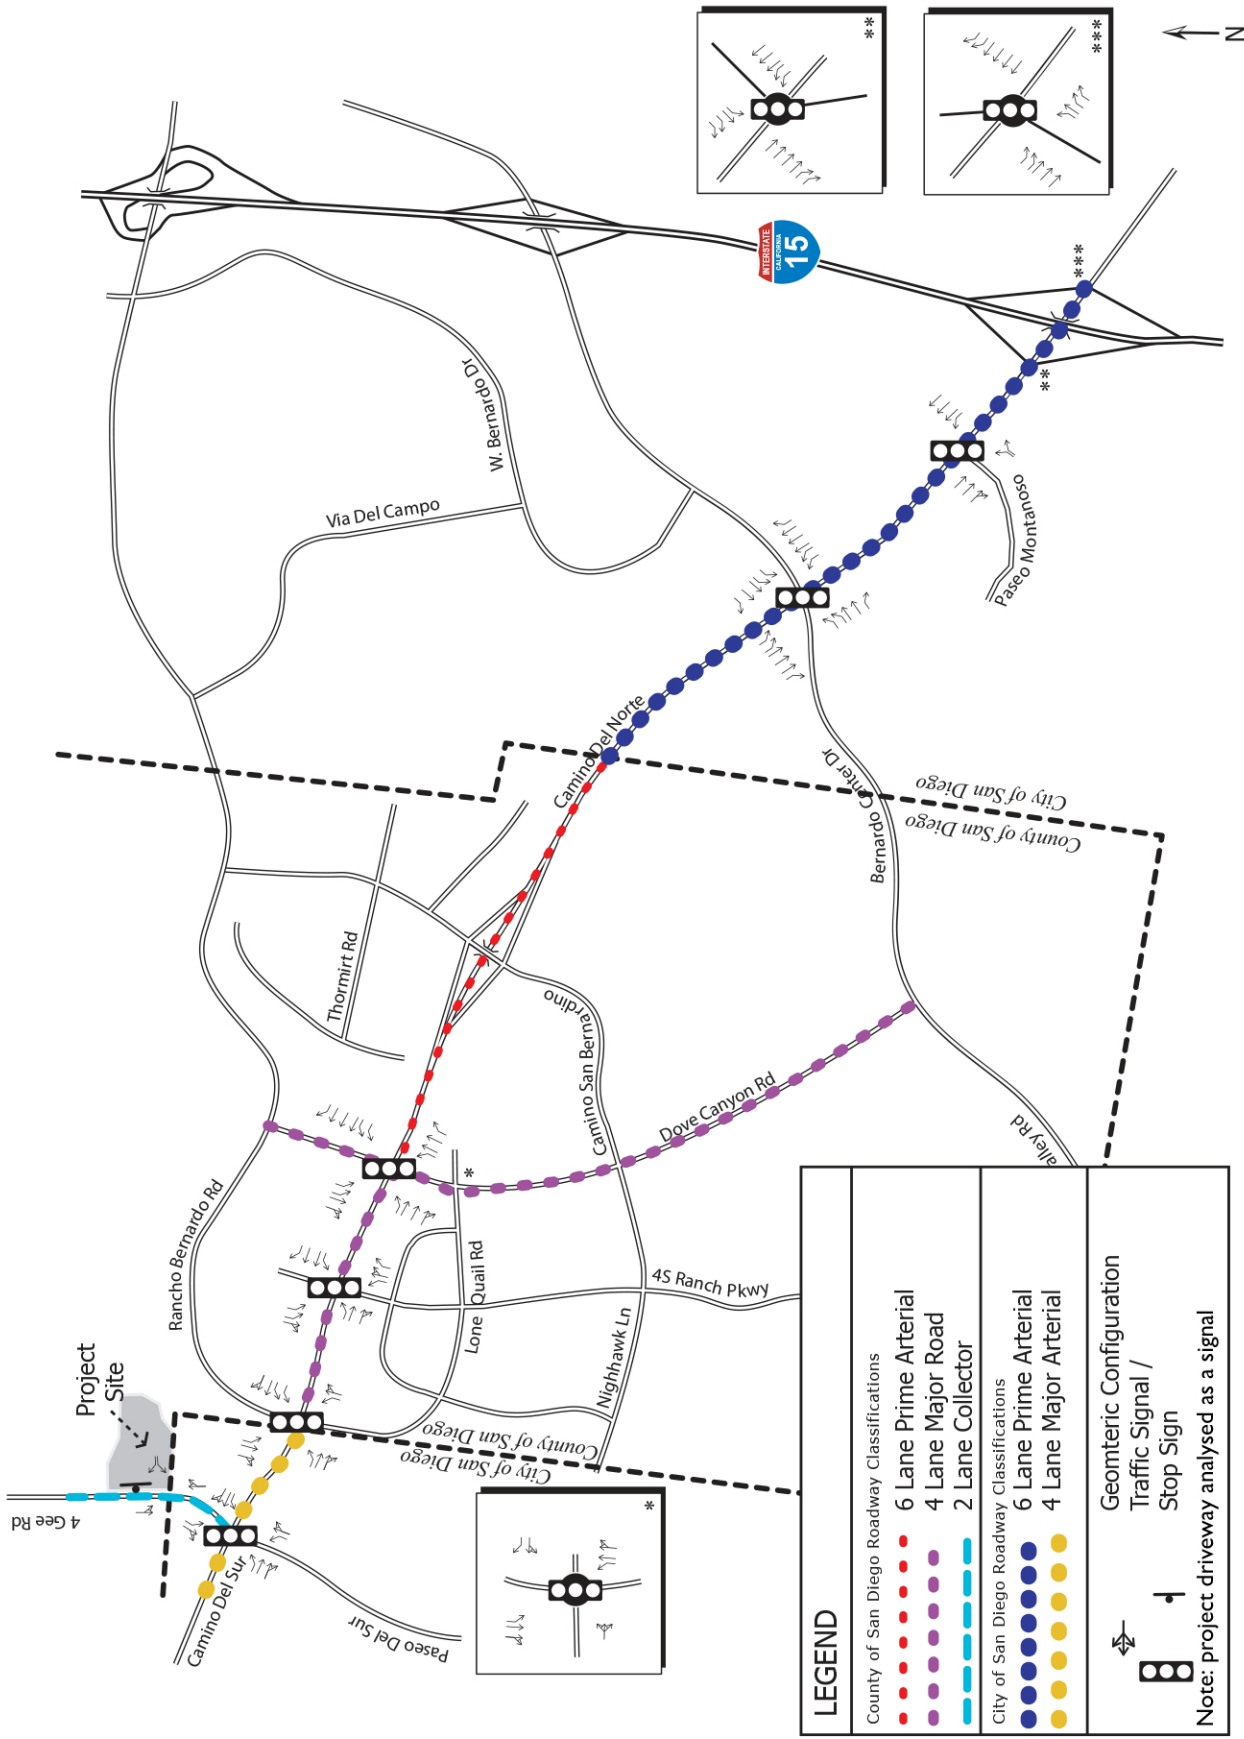 N
**
***
INTERSTATE
CALIFORNIA
15
***
**
W. Bernardo Dr
Via Del Campo
Paseo Montanoso
Camino Del Norte
Bernardo Center Dr
City of San Diego
County of San Diego
Thormirt Rd
Camino San Bernardino
Dove Canyon Rd
Rancho Bernardo Rd
*
Lone Quail Rd
4S Ranch Pkwy
Nighhawk Ln
alley Rd
Project
Site
County of San Diego
City of San Diego
4 Gee Rd
Camino Del Sur
Paseo Del Sur
*
LEGEND
County of San Diego Roadway Classifications
6 Lane Prime Arterial
4 Lane Major Road
2 Lane Collector
City of San Diego Roadway Classifications
6 Lane Prime Arterial
4 Lane Major Arterial
Geomteric Configuration
Traffic Signal /
Stop Sign
Note: project driveway analysed as a signal